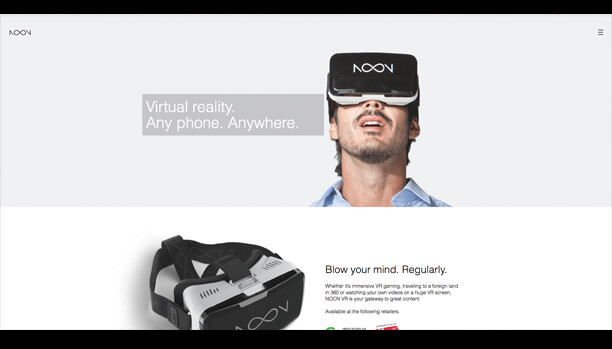 NOON
NOON
Virtual reality.
Any phone. Anywhere.
Blow your mind. Regularly.
Whether it's immersive VR gaming, traveling to a foreign land
in 360 or watching your own videos on a huge VR screen,
NOON VR is your gateway to great content
Available at the following retailers.
NOON